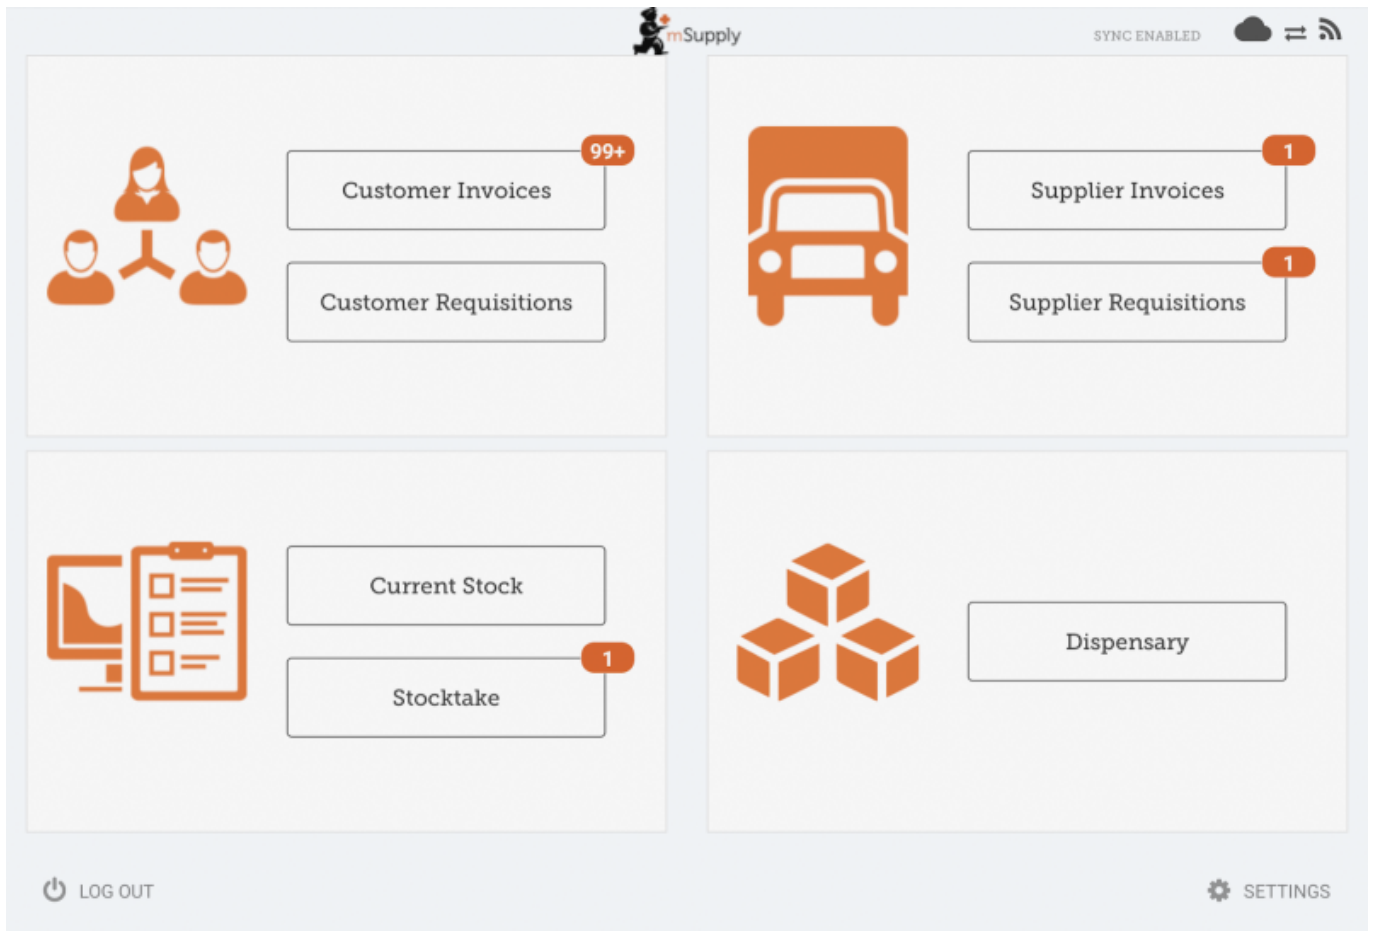 mSupply
SYNC ENABLED
99+
Customer Invoices
Customer Requisitions
1
Supplier Invoices
1
Supplier Requisitions
Current Stock
1
Stocktake
Dispensary
LOG OUT
SETTINGS